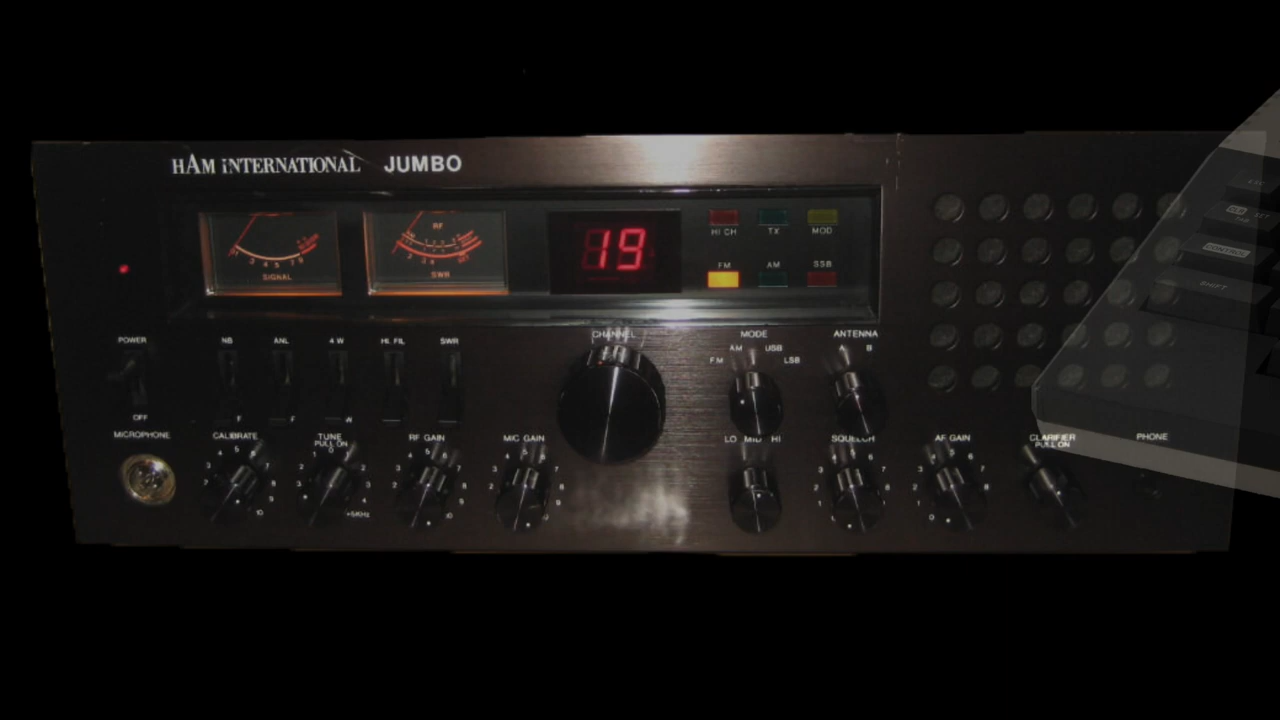 HAM INTERNATIONAL JUMBO
RF
SIGNAL
SWR
19
HI CH TX MOD
FM AM SSB
POWER
OFF
NB ANL 4 W HI FIL SWR
CHANNEL
MODE
AM USB
FM LSB
ANTENNA
A B
MICROPHONE
CALIBRATE
TUNE
PULL ON
RF GAIN
MIC GAIN
LO MID HI
SQUELCH
AF GAIN
CLARIFIER
PULL ON
PHONE
+5KHz
ESC
CONTROL
SHIFT